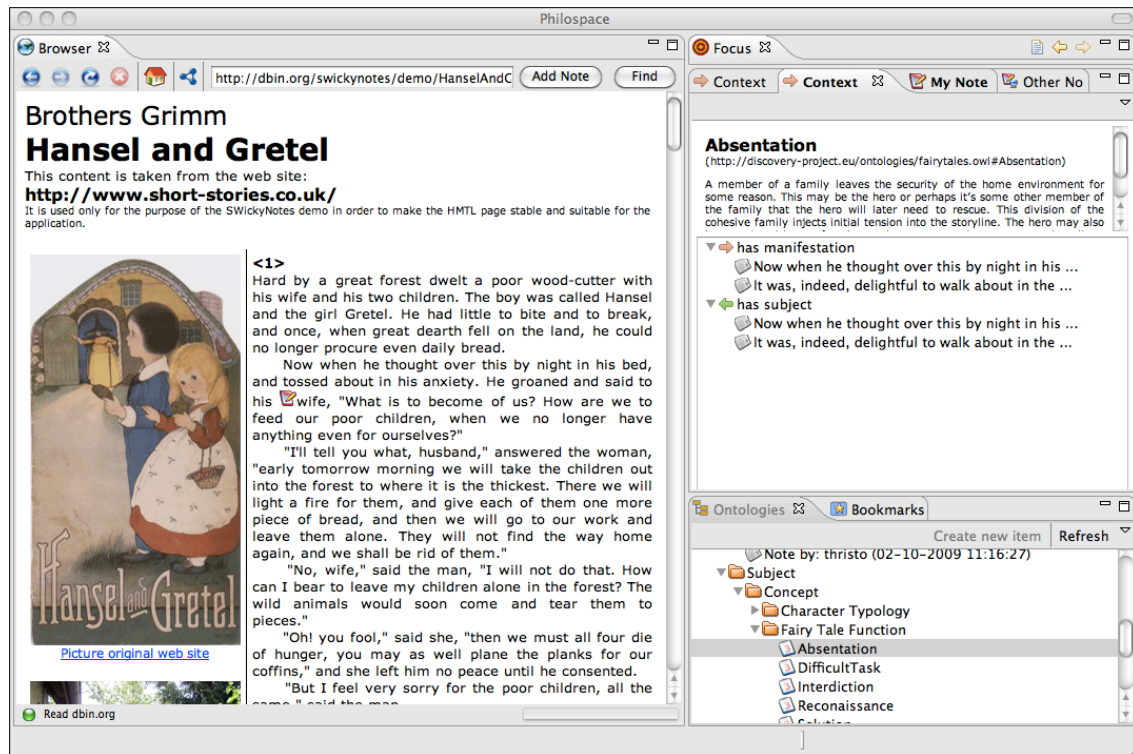 Philospace
Browser
http://dbin.org/swickynotes/demo/HanselAndC
Add Note
Find
Brothers Grimm
Hansel and Gretel
This content is taken from the web site:
http://www.short-stories.co.uk/
It is used only for the purpose of the SWickyNotes demo in order to make the HMTL page stable and suitable for the
application.
Hansel and Gretel
Picture original web site
<1>
Hard by a great forest dwelt a poor wood-cutter with
his wife and his two children. The boy was called Hansel
and the girl Gretel. He had little to bite and to break,
and once, when great dearth fell on the land, he could
no longer procure even daily bread.
Now when he thought over this by night in his bed,
and tossed about in his anxiety. He groaned and said to
his wife, "What is to become of us? How are we to
feed our poor children, when we no longer have
anything even for ourselves?"
"I'll tell you what, husband," answered the woman,
"early tomorrow morning we will take the children out
into the forest to where it is the thickest. There we will
light a fire for them, and give each of them one more
piece of bread, and then we will go to our work and
leave them alone. They will not find the way home
again, and we shall be rid of them."
"No, wife," said the man, "I will not do that. How
can I bear to leave my children alone in the forest? The
wild animals would soon come and tear them to
pieces."
"Oh! you fool," said she, "then we must all four die
of hunger, you may as well plane the planks for our
coffins," and she left him no peace until he consented.
"But I feel very sorry for the poor children, all the
same," said the man.
Read dbin.org
Focus
Context
Context
My Note
Other No
Absentation
(http://discovery-project.eu/ontologies/fairytales.owl#Absentation)
A member of a family leaves the security of the home environment for
some reason. This may be the hero or perhaps it's some other member of
the family that the hero will later need to rescue. This division of the
cohesive family injects initial tension into the storyline. The hero may also
has manifestation
Now when he thought over this by night in his ...
It was, indeed, delightful to walk about in the ...
has subject
Now when he thought over this by night in his ...
It was, indeed, delightful to walk about in the ...
Ontologies
Bookmarks
Create new item
Refresh
Note by: thristo (02-10-2009 11:16:27)
Subject
Concept
Character Typology
Fairy Tale Function
Absentation
DifficultTask
Interdiction
Reconaissance
Solution